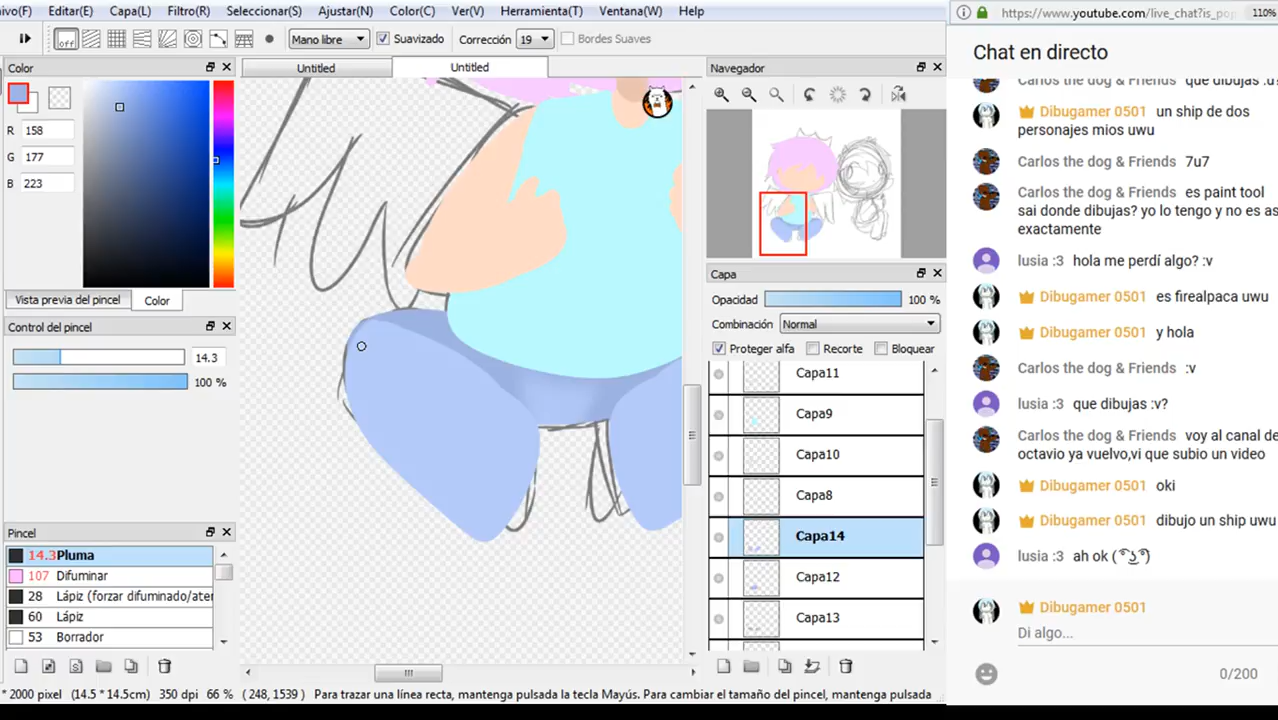 ivo(F) Editar(E) Capa(L) Filtro(R) Seleccionar(S) Ajustar(N) Color(C) Ver(V) Herramienta(T) Ventana(W) Help
off Mano libre Suavizado Corrección 19 Bordes Suaves
Color
R 158
G 177
B 223
Vista previa del pincel Color
Control del pincel
14.3
100 %
Pincel
14.3 Pluma
107 Difuminar
28 Lápiz (forzar difuminado/ater
60 Lápiz
53 Borrador
Untitled Untitled
Navegador
Capa
Opacidad 100 %
Combinación Normal
Proteger alfa Recorte Bloquear
Capa11
Capa9
Capa10
Capa8
Capa14
Capa12
Capa13
* 2000 pixel (14.5 * 14.5cm) 350 dpi 66 % ( 248, 1539 ) Para trazar una línea recta, mantenga pulsada la tecla Mayús. Para cambiar el tamaño del pincel, mantenga pulsada
https://www.youtube.com/live_chat?is_pop 110%
Chat en directo
Carlos the dog & Friends que dibujas :u?
Dibugamer 0501 un ship de dos
personajes mios uwu
Carlos the dog & Friends 7u7
Carlos the dog & Friends es paint tool
sai donde dibujas? yo lo tengo y no es as
exactamente
lusia :3 hola me perdí algo? :v
Dibugamer 0501 es firealpaca uwu
Dibugamer 0501 y hola
Carlos the dog & Friends :v
lusia :3 que dibujas :v?
Carlos the dog & Friends voy al canal de
octavio ya vuelvo,vi que subio un video
Dibugamer 0501 oki
Dibugamer 0501 dibujo un ship uwu
lusia :3 ah ok ( ͡° ͜ʖ ͡°)
Dibugamer 0501
Di algo...
0/200